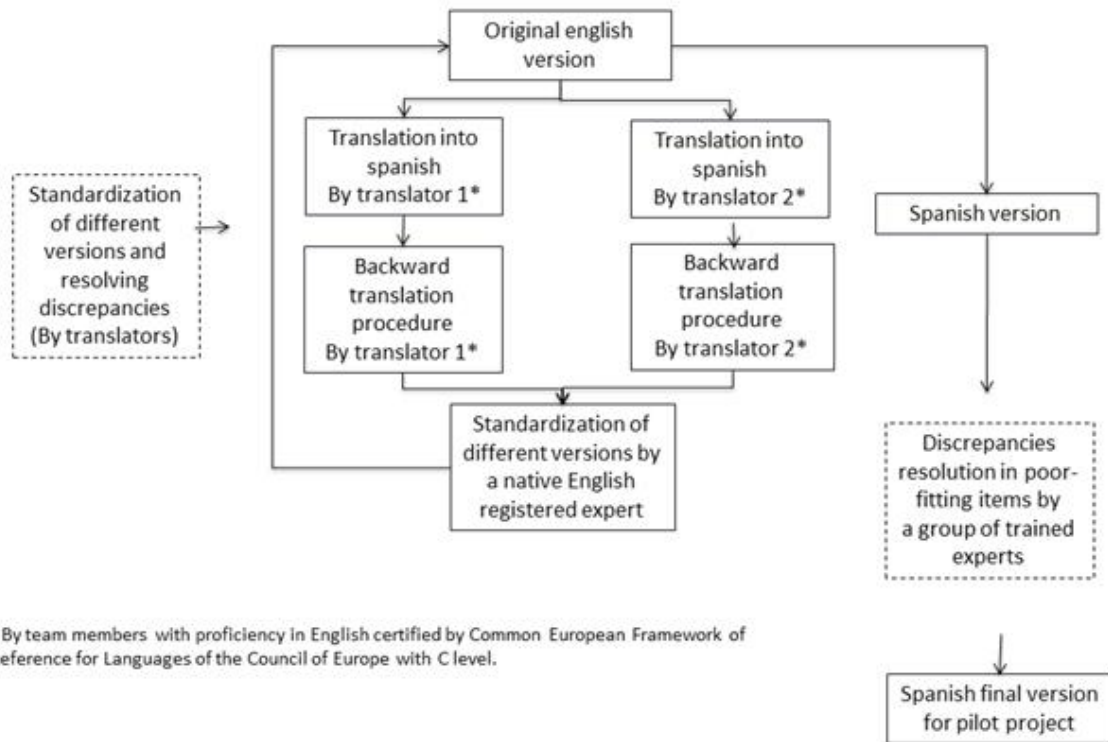 Original english
version
Translation into
spanish
By translator 1*
Translation into
spanish
By translator 2*
Standardization
of different
versions and
resolving
discrepancies
(By translators)
Spanish version
Backward
translation
procedure
By translator 1*
Backward
translation
procedure
By translator 2*
Standardization of
different versions by
a native English
registered expert
Discrepancies
resolution in poor-
fitting items by
a group of trained
experts
By team members with proficiency in English certified by Common European Framework of
eference for Languages of the Council of Europe with C level.
Spanish final version
for pilot project